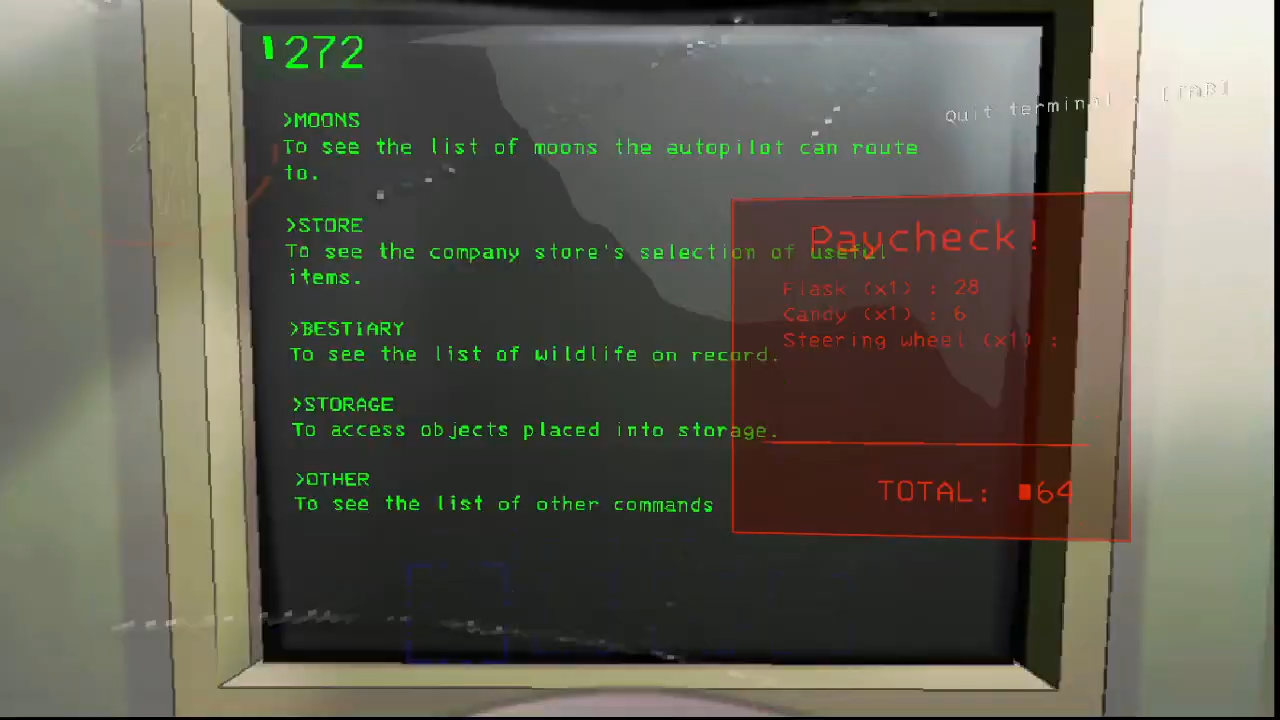 ▮272
Quit terminal : [TAB]
>MOONS
To see the list of moons the autopilot can route
to.
>STORE
To see the company store's selection of useful
items.
>BESTIARY
To see the list of wildlife on record.
>STORAGE
To access objects placed into storage.
>OTHER
To see the list of other commands
Paycheck!
Flask (x1) : 28
Candy (x1) : 6
Steering wheel (x1) :
TOTAL: ▮64